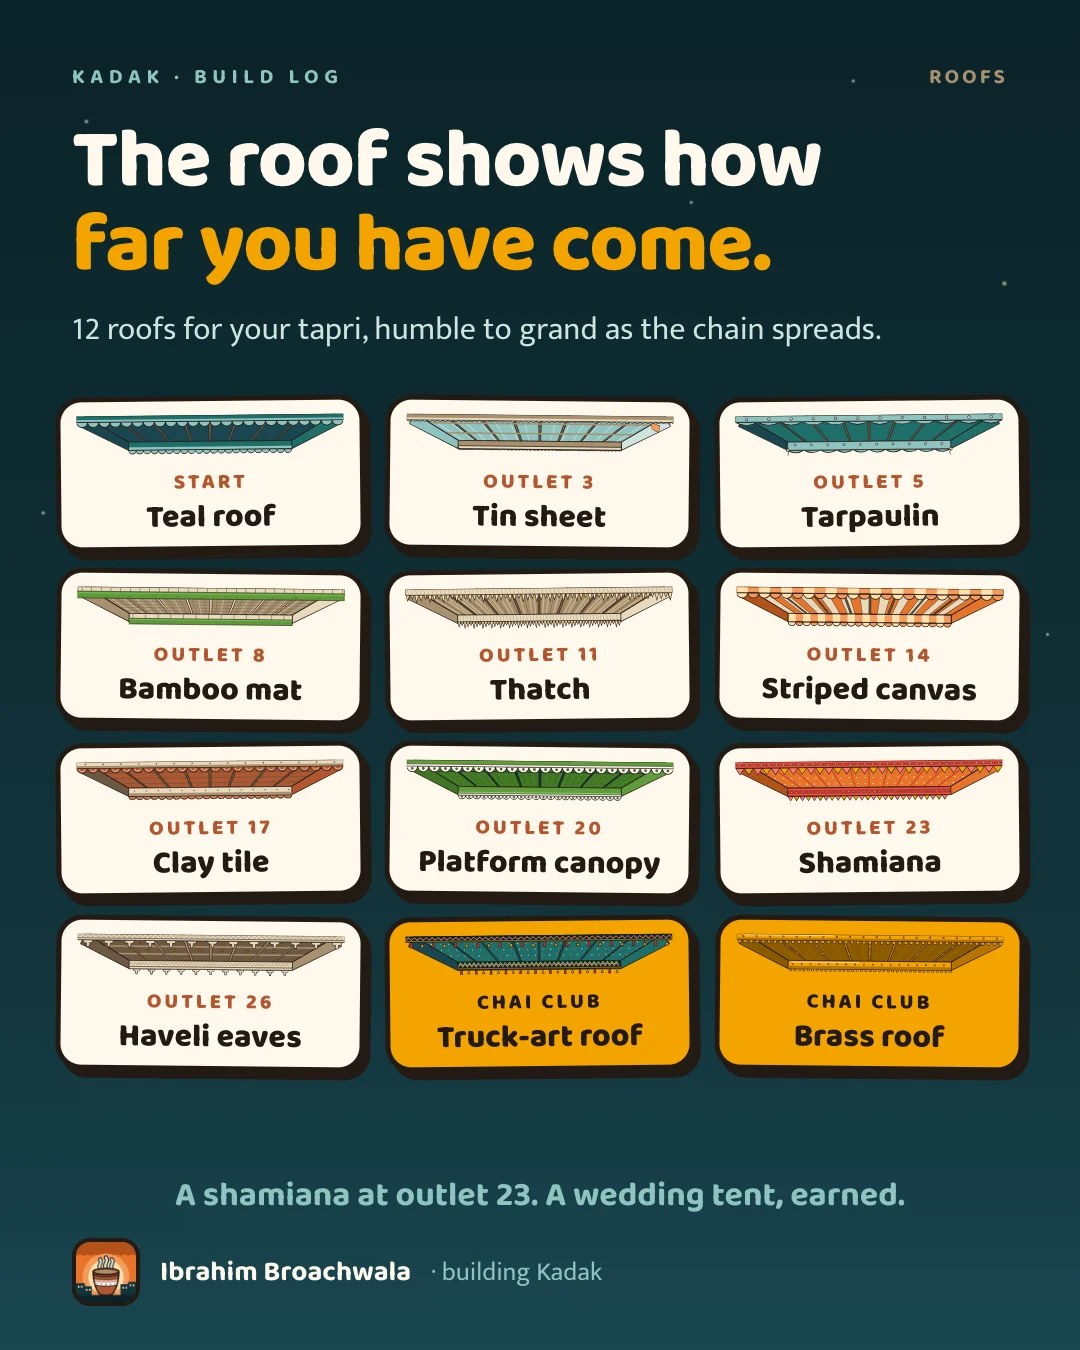 KADAK · BUILD LOG
ROOFS
The roof shows how
far you have come.
12 roofs for your tapri, humble to grand as the chain spreads.
START
Teal roof
OUTLET 3
Tin sheet
OUTLET 5
Tarpaulin
OUTLET 8
Bamboo mat
OUTLET 11
Thatch
OUTLET 14
Striped canvas
OUTLET 17
Clay tile
OUTLET 20
Platform canopy
OUTLET 23
Shamiana
OUTLET 26
Haveli eaves
CHAI CLUB
Truck-art roof
CHAI CLUB
Brass roof
A shamiana at outlet 23. A wedding tent, earned.
Ibrahim Broachwala · building Kadak